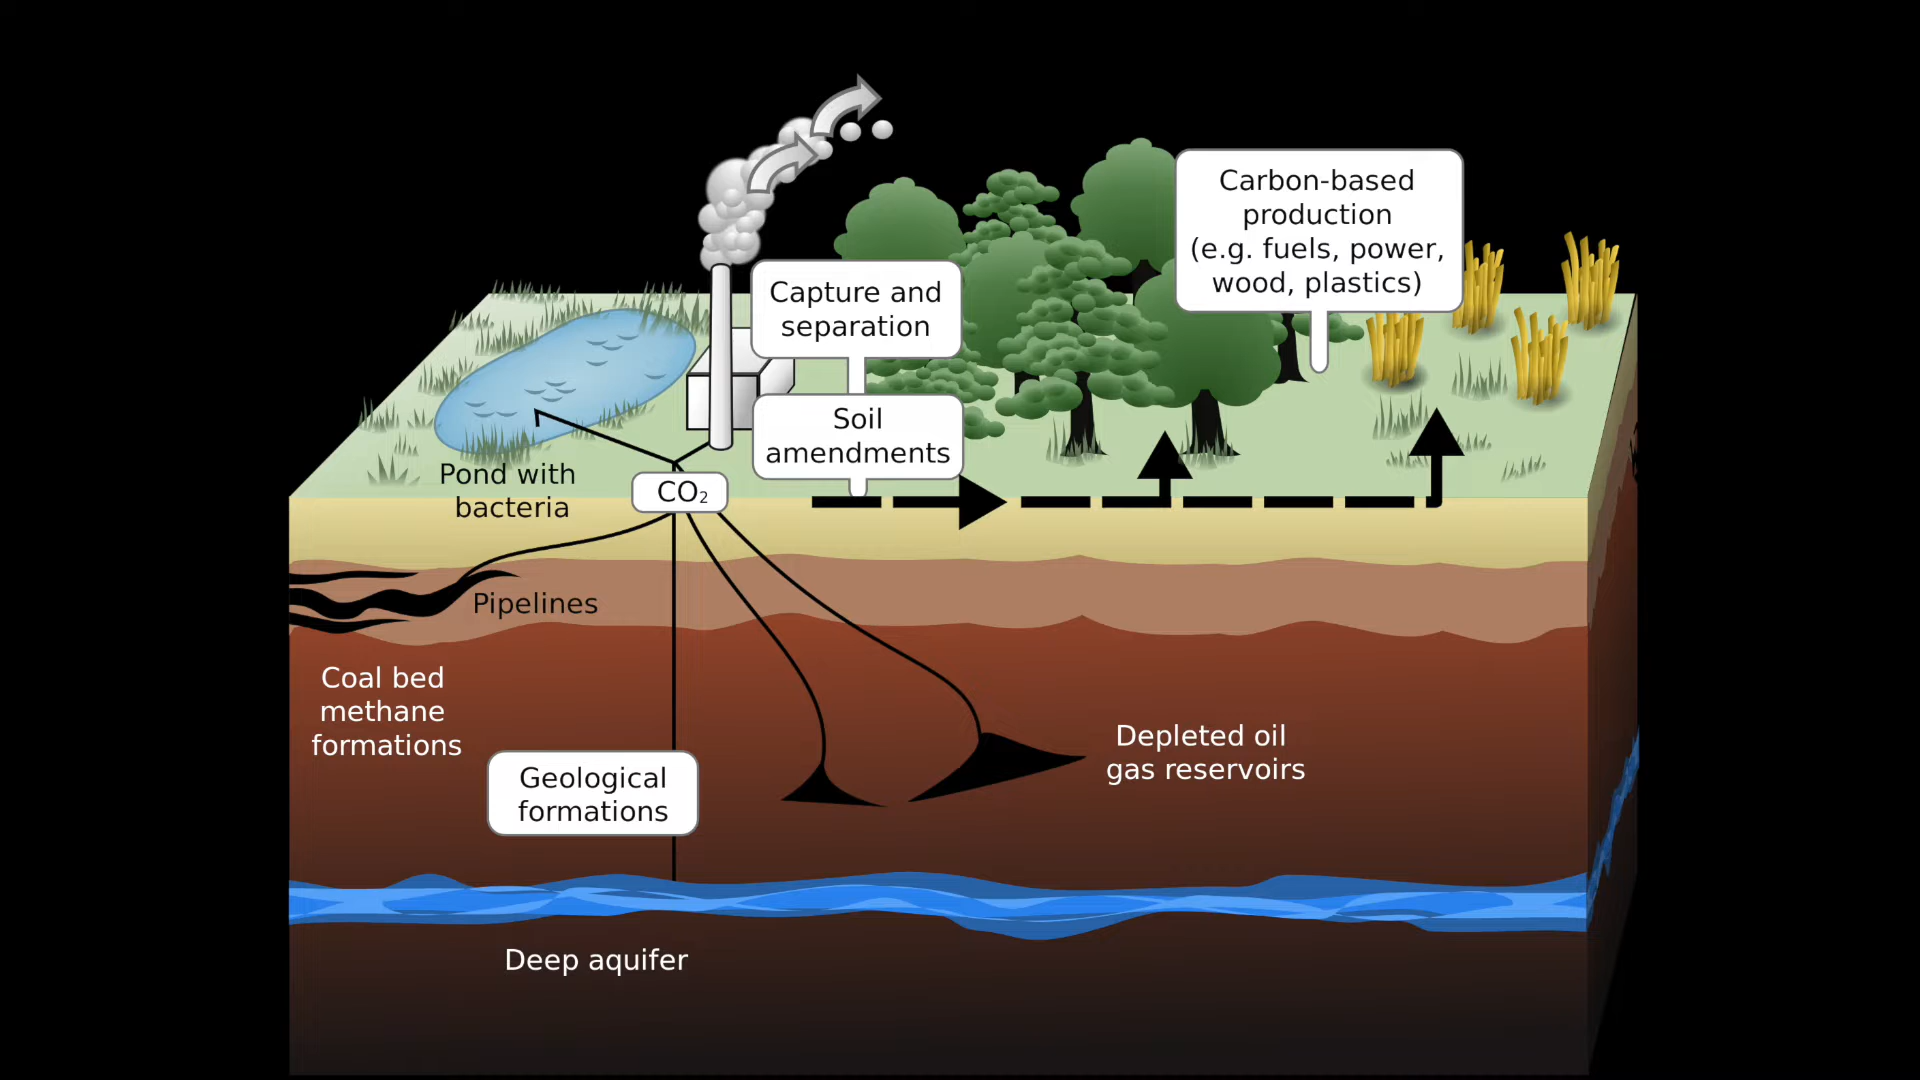 Carbon-based
production
(e.g. fuels, power,
wood, plastics)
Capture and
separation
Soil
amendments
Pond with
bacteria
CO₂
Pipelines
Coal bed
methane
formations
Geological
formations
Depleted oil
gas reservoirs
Deep aquifer